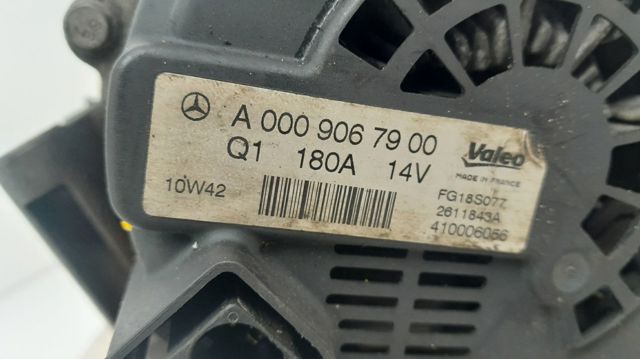 A 000 906 79 00
Q1 180A 14V
Valeo
MADE IN FRANCE
10W42
FG18S077
2611843A
410006056